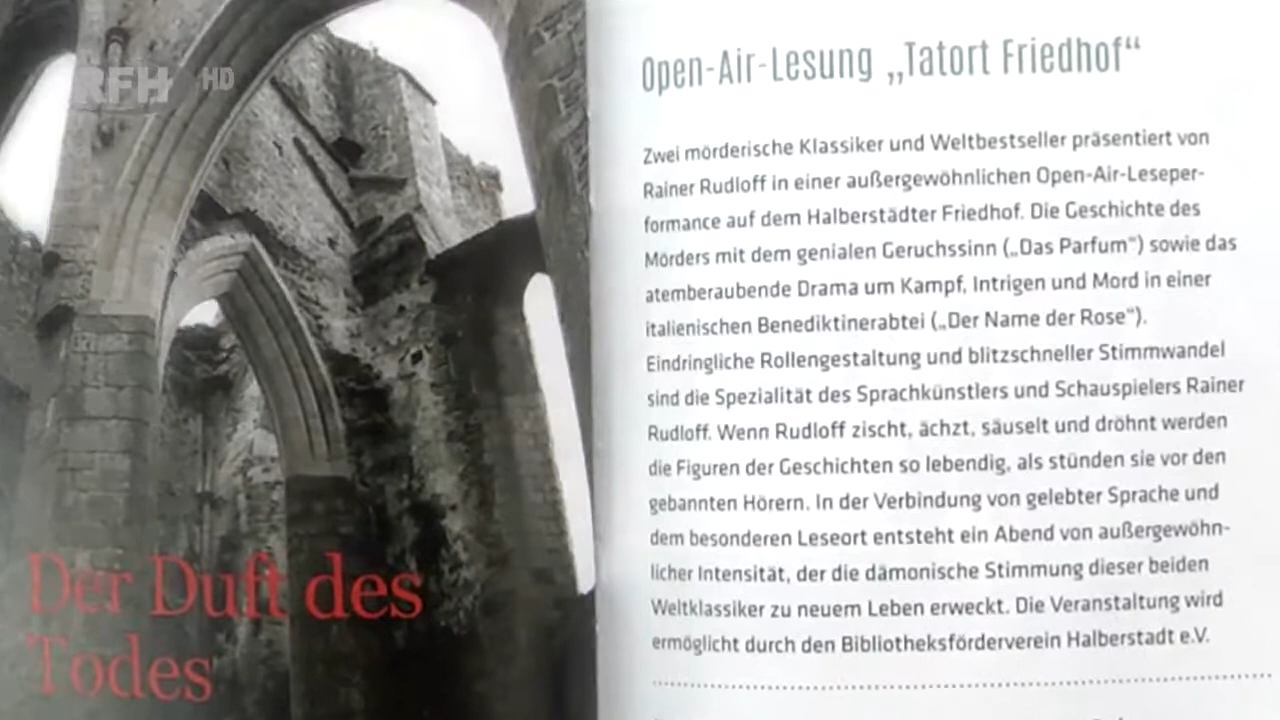 RFH HD
Der Duft des
Todes
Open-Air-Lesung „Tatort Friedhof“
Zwei mörderische Klassiker und Weltbestseller präsentiert von
Rainer Rudloff in einer außergewöhnlichen Open-Air-Leseper-
formance auf dem Halberstädter Friedhof. Die Geschichte des
Mörders mit dem genialen Geruchssinn („Das Parfum“) sowie das
atemberaubende Drama um Kampf, Intrigen und Mord in einer
italienischen Benediktinerabtei („Der Name der Rose“).
Eindringliche Rollengestaltung und blitzschneller Stimmwandel
sind die Spezialität des Sprachkünstlers und Schauspielers Rainer
Rudloff. Wenn Rudloff zischt, ächzt, säuselt und dröhnt werden
die Figuren der Geschichten so lebendig, als stünden sie vor den
gebannten Hörern. In der Verbindung von gelebter Sprache und
dem besonderen Leseort entsteht ein Abend von außergewöhn-
licher Intensität, der die dämonische Stimmung dieser beiden
Weltklassiker zu neuem Leben erweckt. Die Veranstaltung wird
ermöglicht durch den Bibliotheksförderverein Halberstadt e.V.